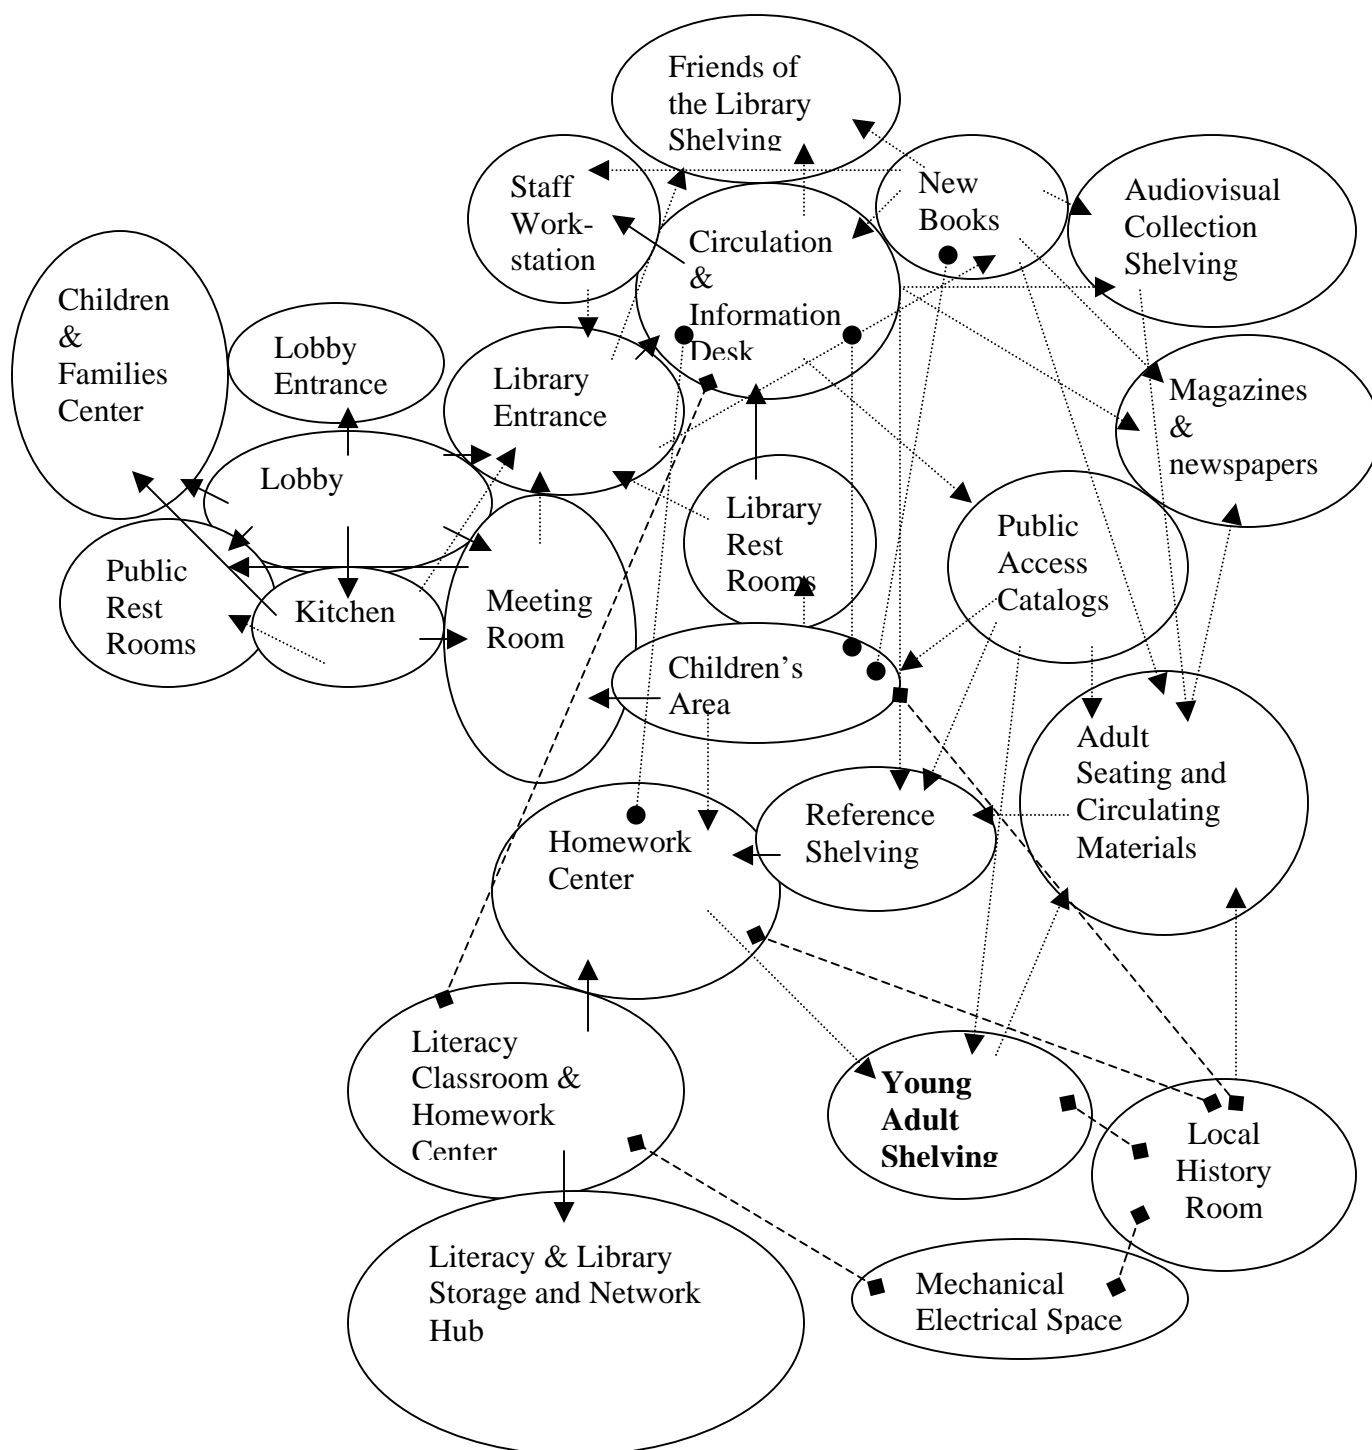 Friends of
the Library
Shelving
Staff
Work-
station
New
Books
Audiovisual
Collection
Shelving
Circulation
&
Information
Desk
Children
&
Families
Center
Lobby
Entrance
Library
Entrance
Magazines
&
newspapers
Lobby
Library
Rest
Rooms
Public
Access
Catalogs
Public
Rest
Rooms
Kitchen
Meeting
Room
Children’s
Area
Adult
Seating and
Circulating
Materials
Reference
Shelving
Homework
Center
Literacy
Classroom &
Homework
Center
Young
Adult
Shelving
Local
History
Room
Literacy & Library
Storage and Network
Hub
Mechanical
Electrical Space